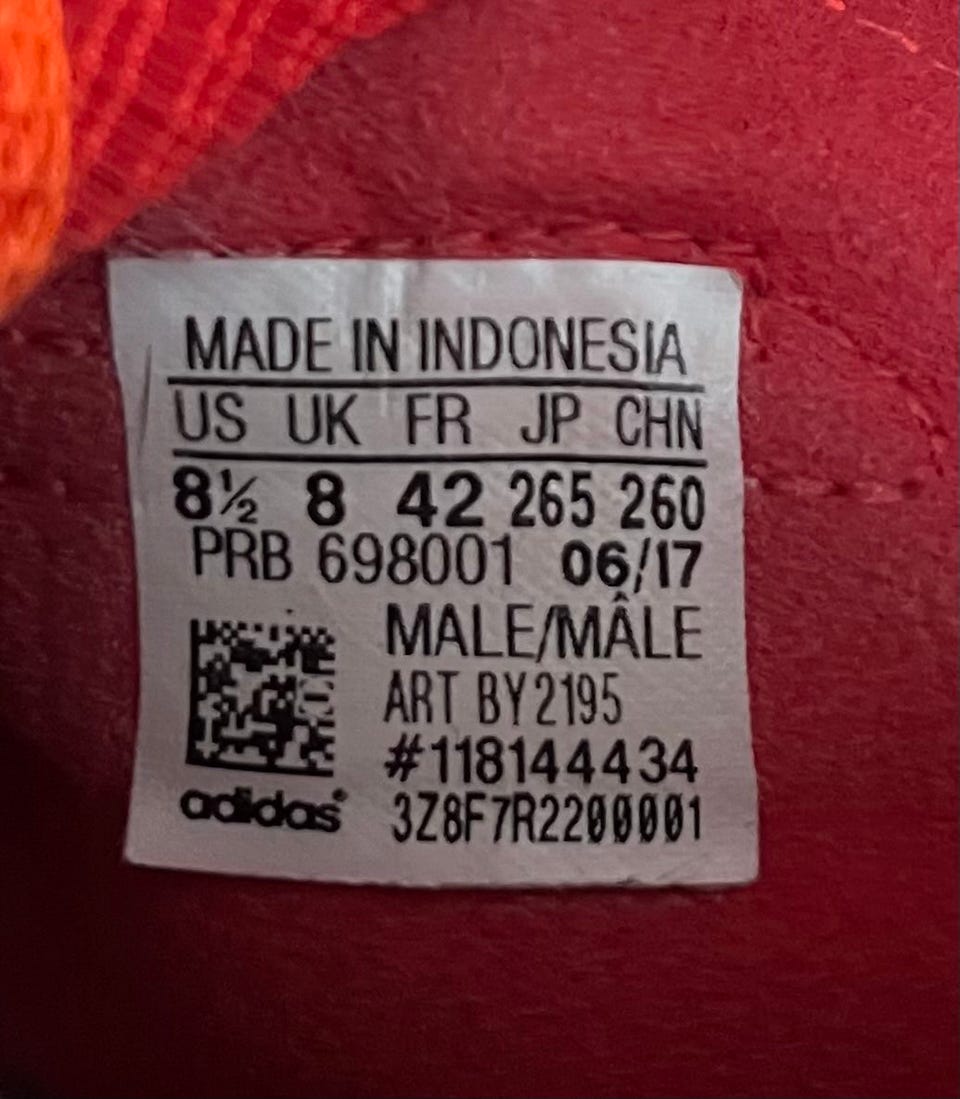 MADE IN INDONESIA
US UK FR JP CHN
8½ 8 42 265 260
PRB 698001 06/17
MALE/MÂLE
ART BY2195
#118144434
adidas®
3Z8F7R2200001